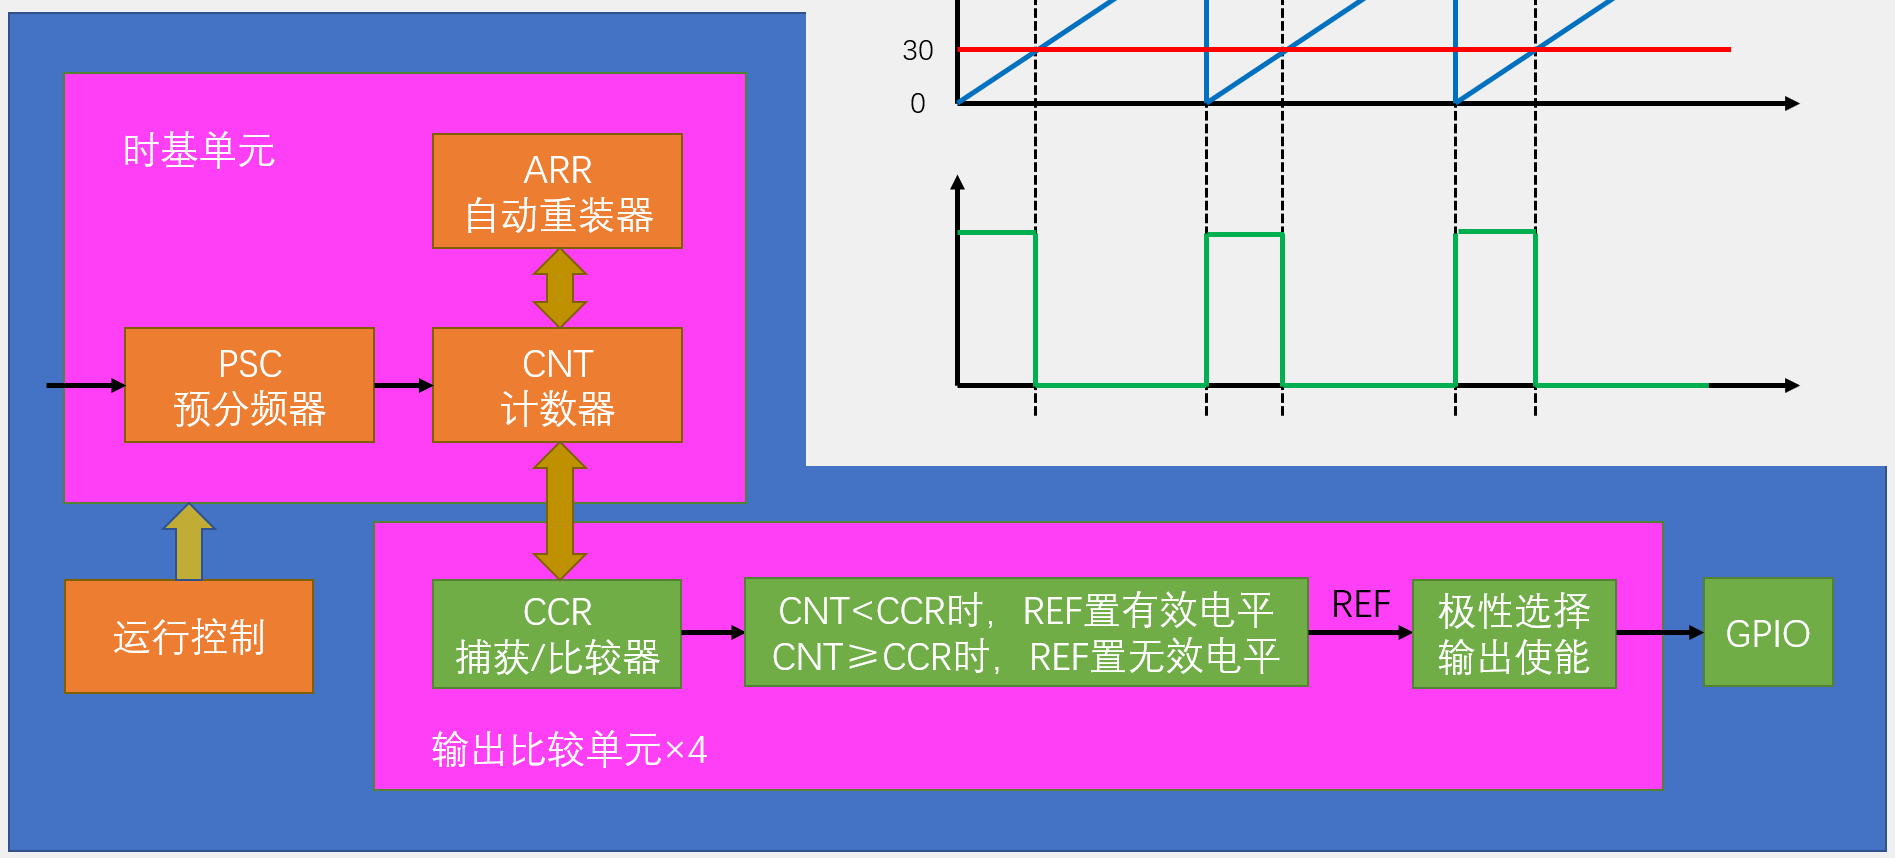 30
0
时基单元
ARR
自动重装器
PSC
预分频器
CNT
计数器
运行控制
CCR
捕获/比较器
CNT<CCR时，REF置有效电平
CNT≥CCR时，REF置无效电平
REF
极性选择
输出使能
GPIO
输出比较单元×4